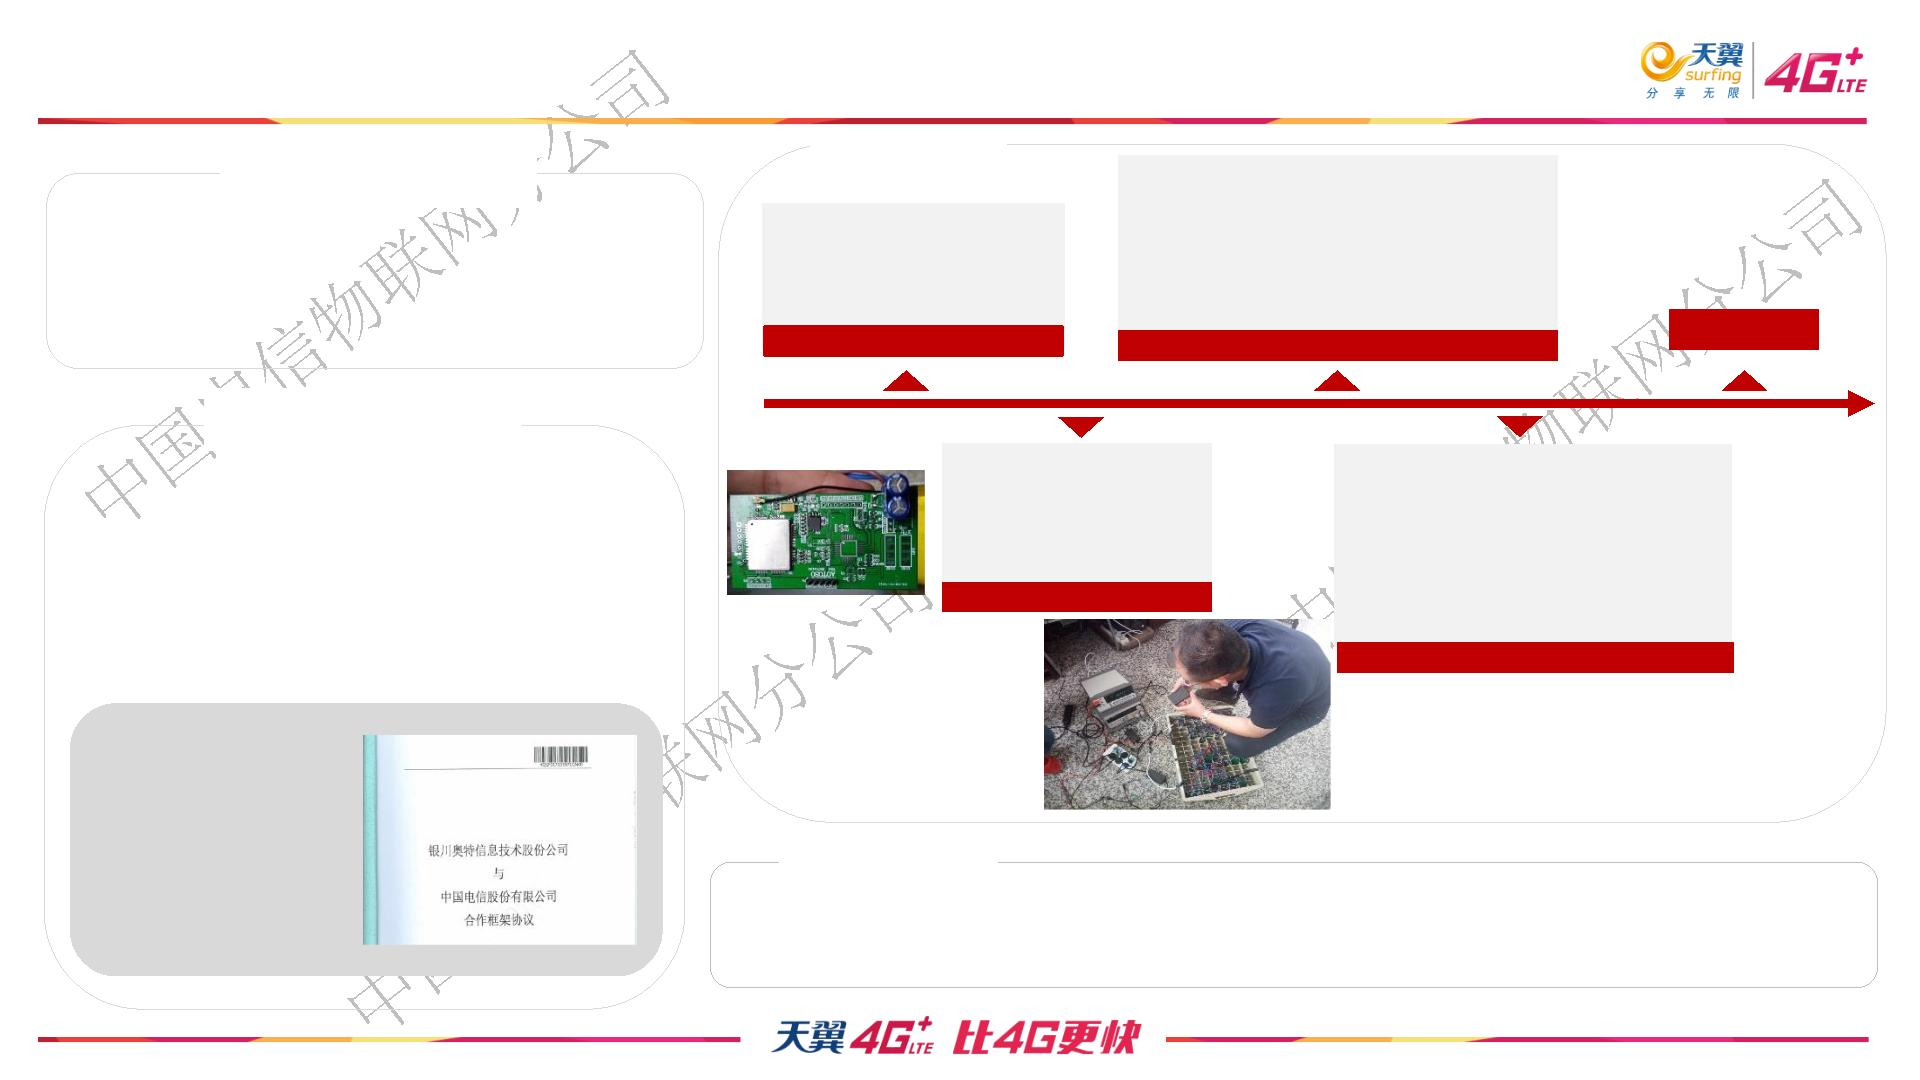 天翼
surfing
分享无限
4G+
LTE
中国电信物联网分公司
中国电信物联网分公司
中国电信物联网分公司
银川奥特信息技术股份公司
与
中国电信股份有限公司
合作框架协议
天翼4G+ LTE 比4G更快